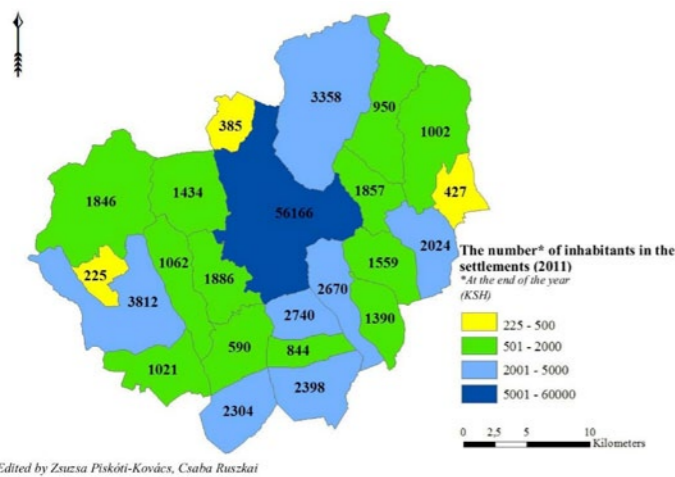 3358
950
385
1002
1846
1434
1857
427
56166
2024
225
1062
1886
1559
3812
2670
2740
1390
590
844
1021
2398
2304
The number* of inhabitants in the
settlements (2011)
*At the end of the year
(KSH)
225 - 500
501 - 2000
2001 - 5000
5001 - 60000
0 2,5 5 10
Kilometers
Edited by Zsuzsa Piskóti-Kovács, Csaba Ruszkai